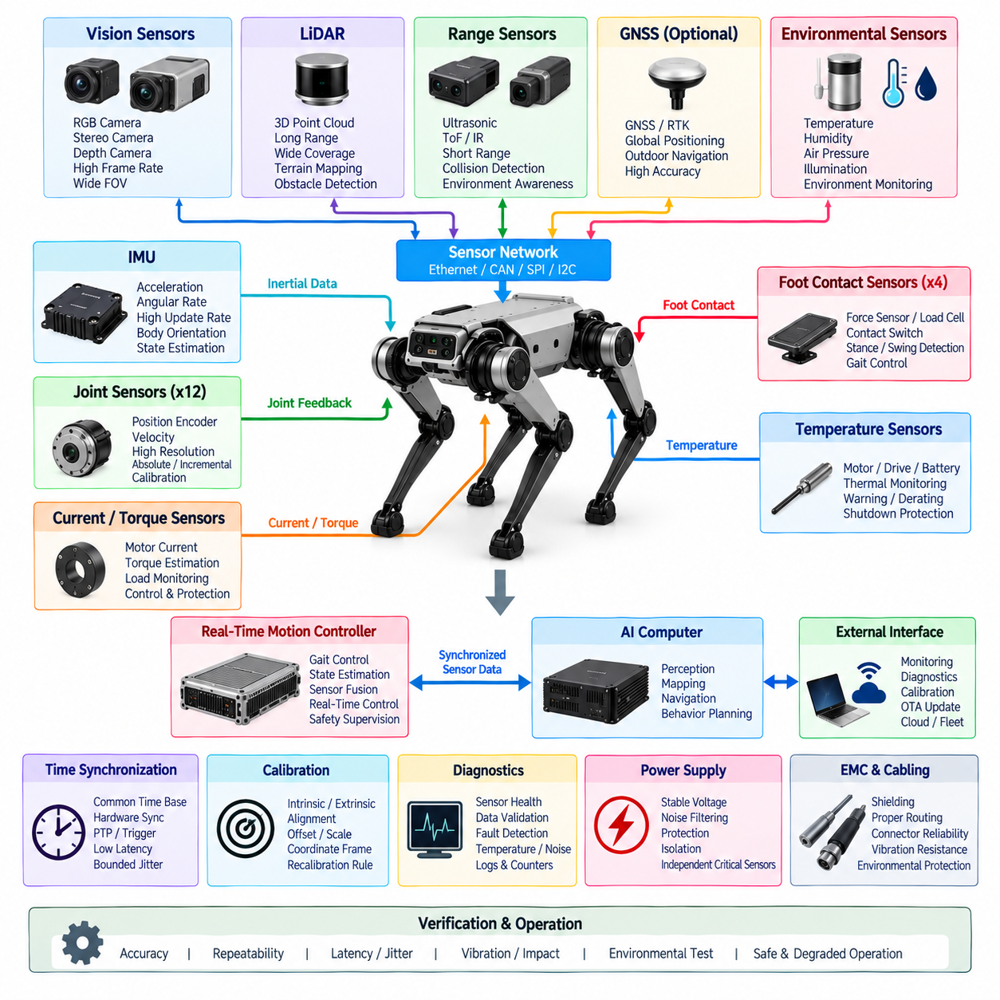 Vision Sensors
RGB Camera
Stereo Camera
Depth Camera
High Frame Rate
Wide FOV
LiDAR
3D Point Cloud
Long Range
Wide Coverage
Terrain Mapping
Obstacle Detection
Range Sensors
Ultrasonic
ToF / IR
Short Range
Collision Detection
Environment Awareness
GNSS (Optional)
GNSS / RTK
Global Positioning
Outdoor Navigation
High Accuracy
Environmental Sensors
Temperature
Humidity
Air Pressure
Illumination
Environment Monitoring
Sensor Network
Ethernet / CAN / SPI / I2C
IMU
Acceleration
Angular Rate
High Update Rate
Body Orientation
State Estimation
Inertial Data
Foot Contact Sensors (x4)
Force Sensor / Load Cell
Contact Switch
Stance / Swing Detection
Gait Control
Foot Contact
Joint Sensors (x12)
Position Encoder
Velocity
High Resolution
Absolute / Incremental
Calibration
Joint Feedback
Temperature Sensors
Motor / Drive / Battery
Thermal Monitoring
Warning / Derating
Shutdown Protection
Temperature
Current / Torque Sensors
Motor Current
Torque Estimation
Load Monitoring
Control & Protection
Current / Torque
Real-Time Motion Controller
Gait Control
State Estimation
Sensor Fusion
Real-Time Control
Safety Supervision
Synchronized
Sensor Data
AI Computer
Perception
Mapping
Navigation
Behavior Planning
External Interface
Monitoring
Diagnostics
Calibration
OTA Update
Cloud / Fleet
Time Synchronization
Common Time Base
Hardware Sync
PTP / Trigger
Low Latency
Bounded Jitter
Calibration
Intrinsic / Extrinsic
Alignment
Offset / Scale
Coordinate Frame
Recalibration Rule
Diagnostics
Sensor Health
Data Validation
Fault Detection
Temperature / Noise
Logs & Counters
Power Supply
Stable Voltage
Noise Filtering
Protection
Isolation
Independent Critical Sensors
EMC & Cabling
Shielding
Proper Routing
Connector Reliability
Vibration Resistance
Environmental Protection
Verification & Operation
Accuracy | Repeatability | Latency / Jitter | Vibration / Impact | Environmental Test | Safe & Degraded Operation